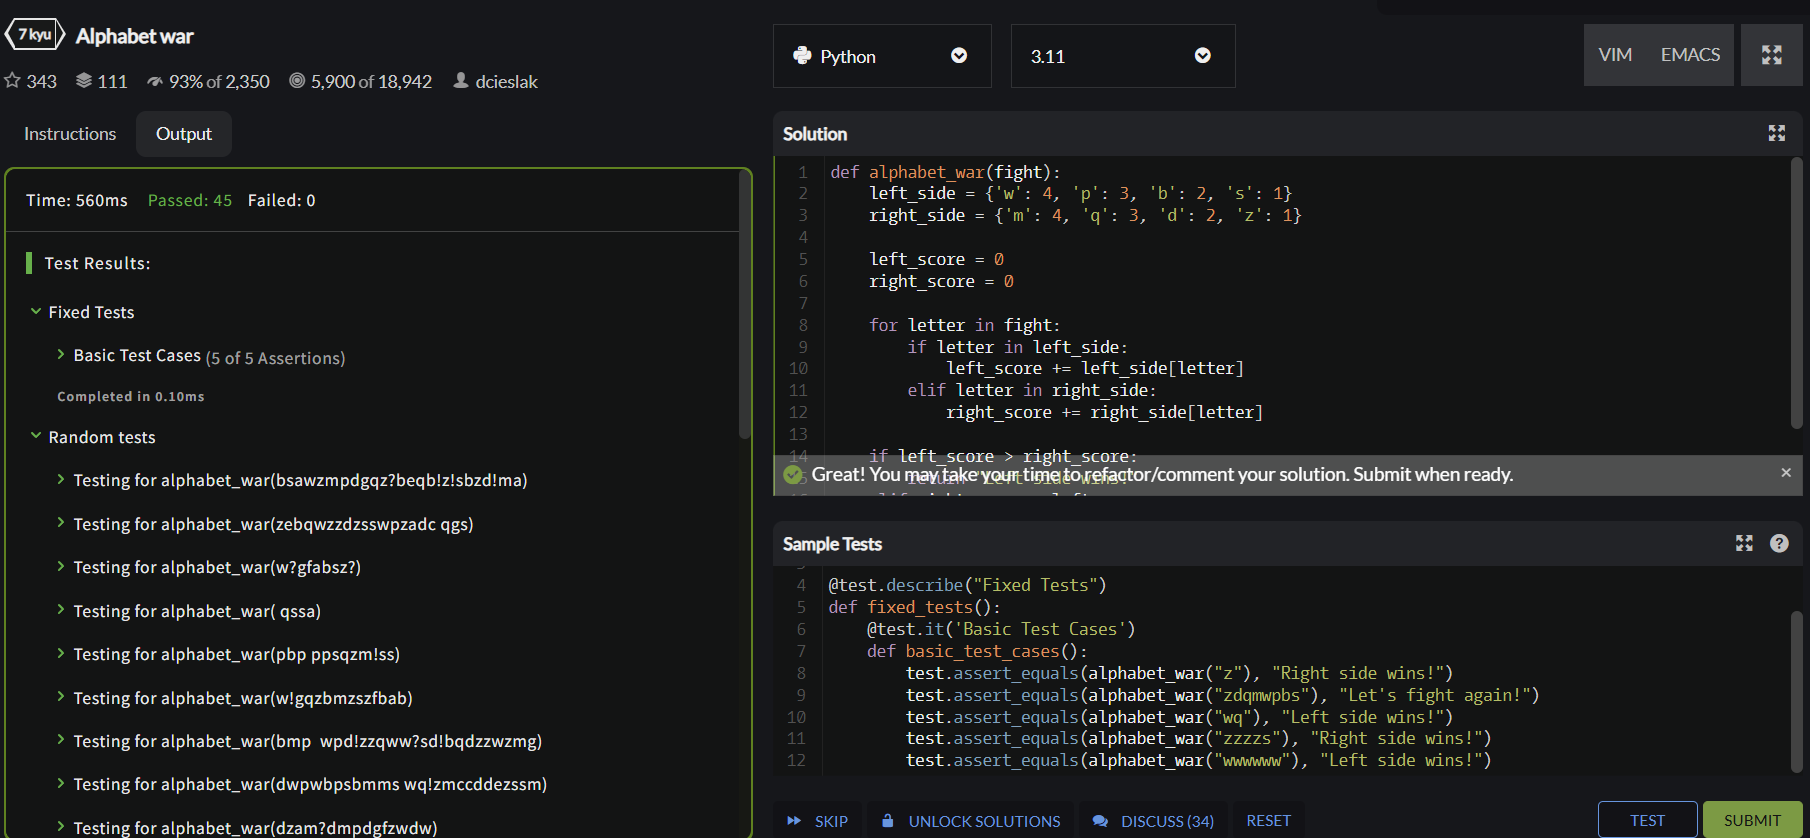 7 kyu Alphabet war
343 111 93% of 2,350 5,900 of 18,942 dcieslak
Instructions Output
Time: 560ms Passed: 45 Failed: 0
Test Results:
Fixed Tests
Basic Test Cases (5 of 5 Assertions)
Completed in 0.10ms
Random tests
Testing for alphabet_war(bsawzmpdgqz?beqb!z!sbzd!ma)
Testing for alphabet_war(zebqwzzdzsswpzadc qgs)
Testing for alphabet_war(w?gfabsz?)
Testing for alphabet_war( qssa)
Testing for alphabet_war(pbp ppsqzm!ss)
Testing for alphabet_war(w!gqzbmzszfbab)
Testing for alphabet_war(bmp  wpd!zzqww?sd!bqdzzwzmg)
Testing for alphabet_war(dwpwbpsbmms wq!zmccddezssm)
Testing for alphabet_war(dzam?dmpdgfzwdw)
Python 3.11 VIM EMACS
Solution
1 def alphabet_war(fight):
2     left_side = {'w': 4, 'p': 3, 'b': 2, 's': 1}
3     right_side = {'m': 4, 'q': 3, 'd': 2, 'z': 1}
4
5     left_score = 0
6     right_score = 0
7
8     for letter in fight:
9         if letter in left_side:
10             left_score += left_side[letter]
11         elif letter in right_side:
12             right_score += right_side[letter]
13
14     if left_score > right_score:
Great! You may take your time to refactor/comment your solution. Submit when ready.
Sample Tests
4 @test.describe("Fixed Tests")
5 def fixed_tests():
6     @test.it('Basic Test Cases')
7     def basic_test_cases():
8         test.assert_equals(alphabet_war("z"), "Right side wins!")
9         test.assert_equals(alphabet_war("zdqmwpbs"), "Let's fight again!")
10         test.assert_equals(alphabet_war("wq"), "Left side wins!")
11         test.assert_equals(alphabet_war("zzzzs"), "Right side wins!")
12         test.assert_equals(alphabet_war("wwwwww"), "Left side wins!")
SKIP UNLOCK SOLUTIONS DISCUSS (34) RESET TEST SUBMIT